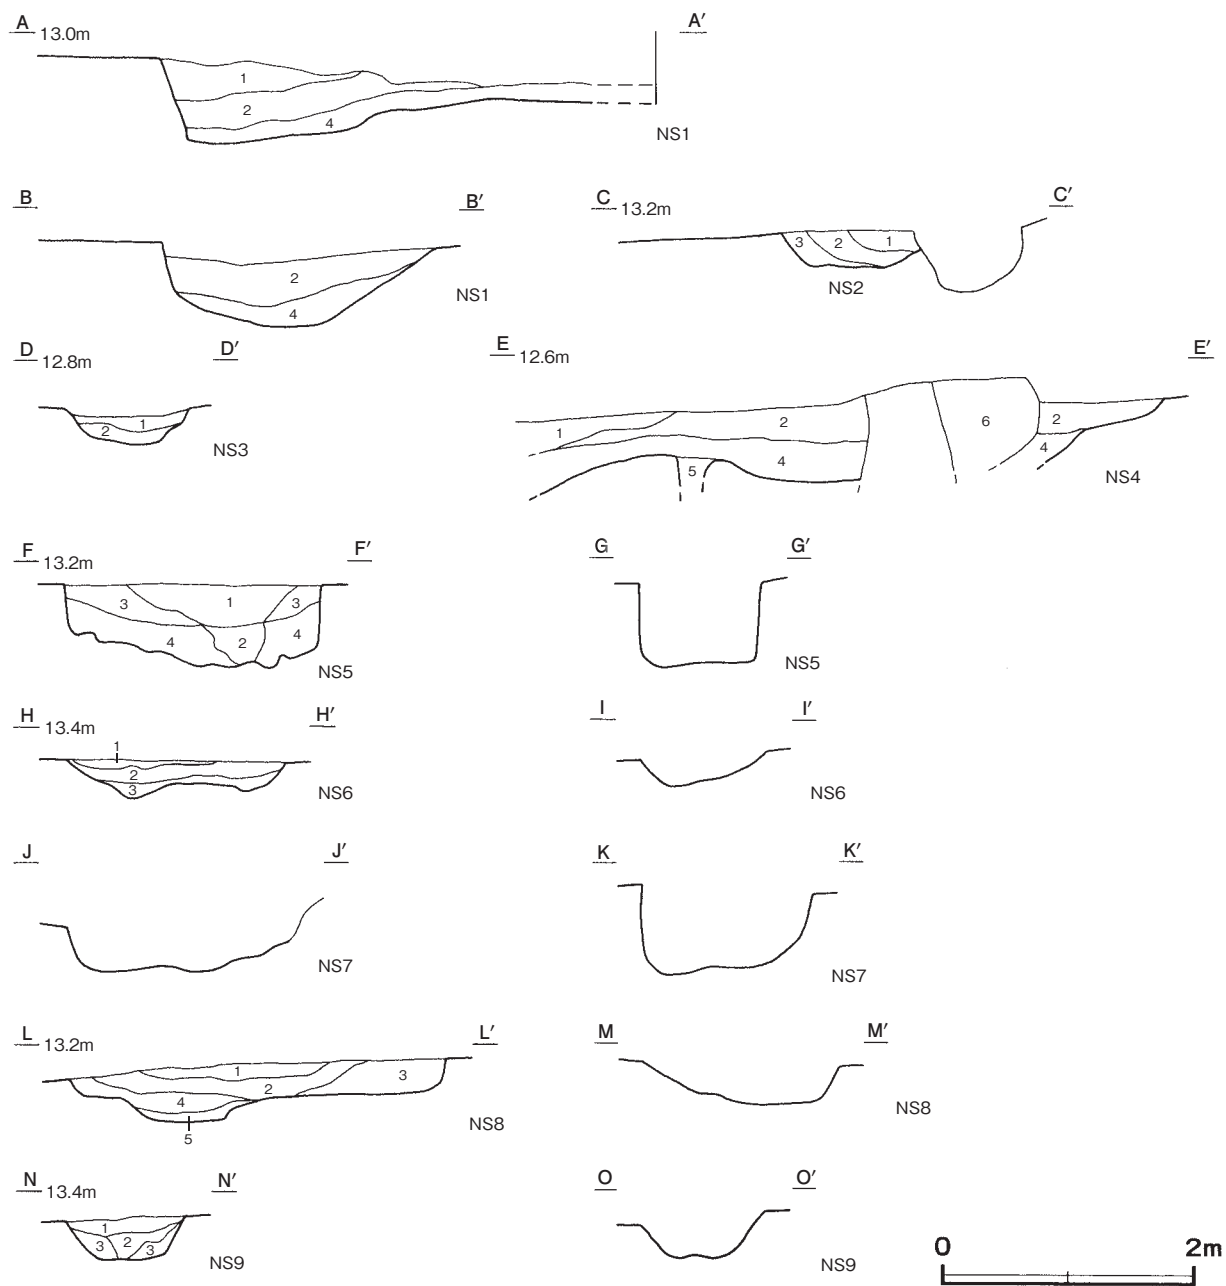 A 13.0m A′
1
2
4
NS1
B B′
2
4
NS1
C 13.2m C′
3 2 1
NS2
D 12.8m D′
1
2
NS3
E 12.6m E′
1 2 6 2
5 4 4
NS4
F 13.2m F′
3 1 3
4 2 4
NS5
G G′
NS5
H 13.4m H′
1
2
3
NS6
I I′
NS6
J J′
NS7
K K′
NS7
L 13.2m L′
1
2 3
4
5
NS8
M M′
NS8
N 13.4m N′
1
3 2 3
NS9
O O′
NS9
0 2m